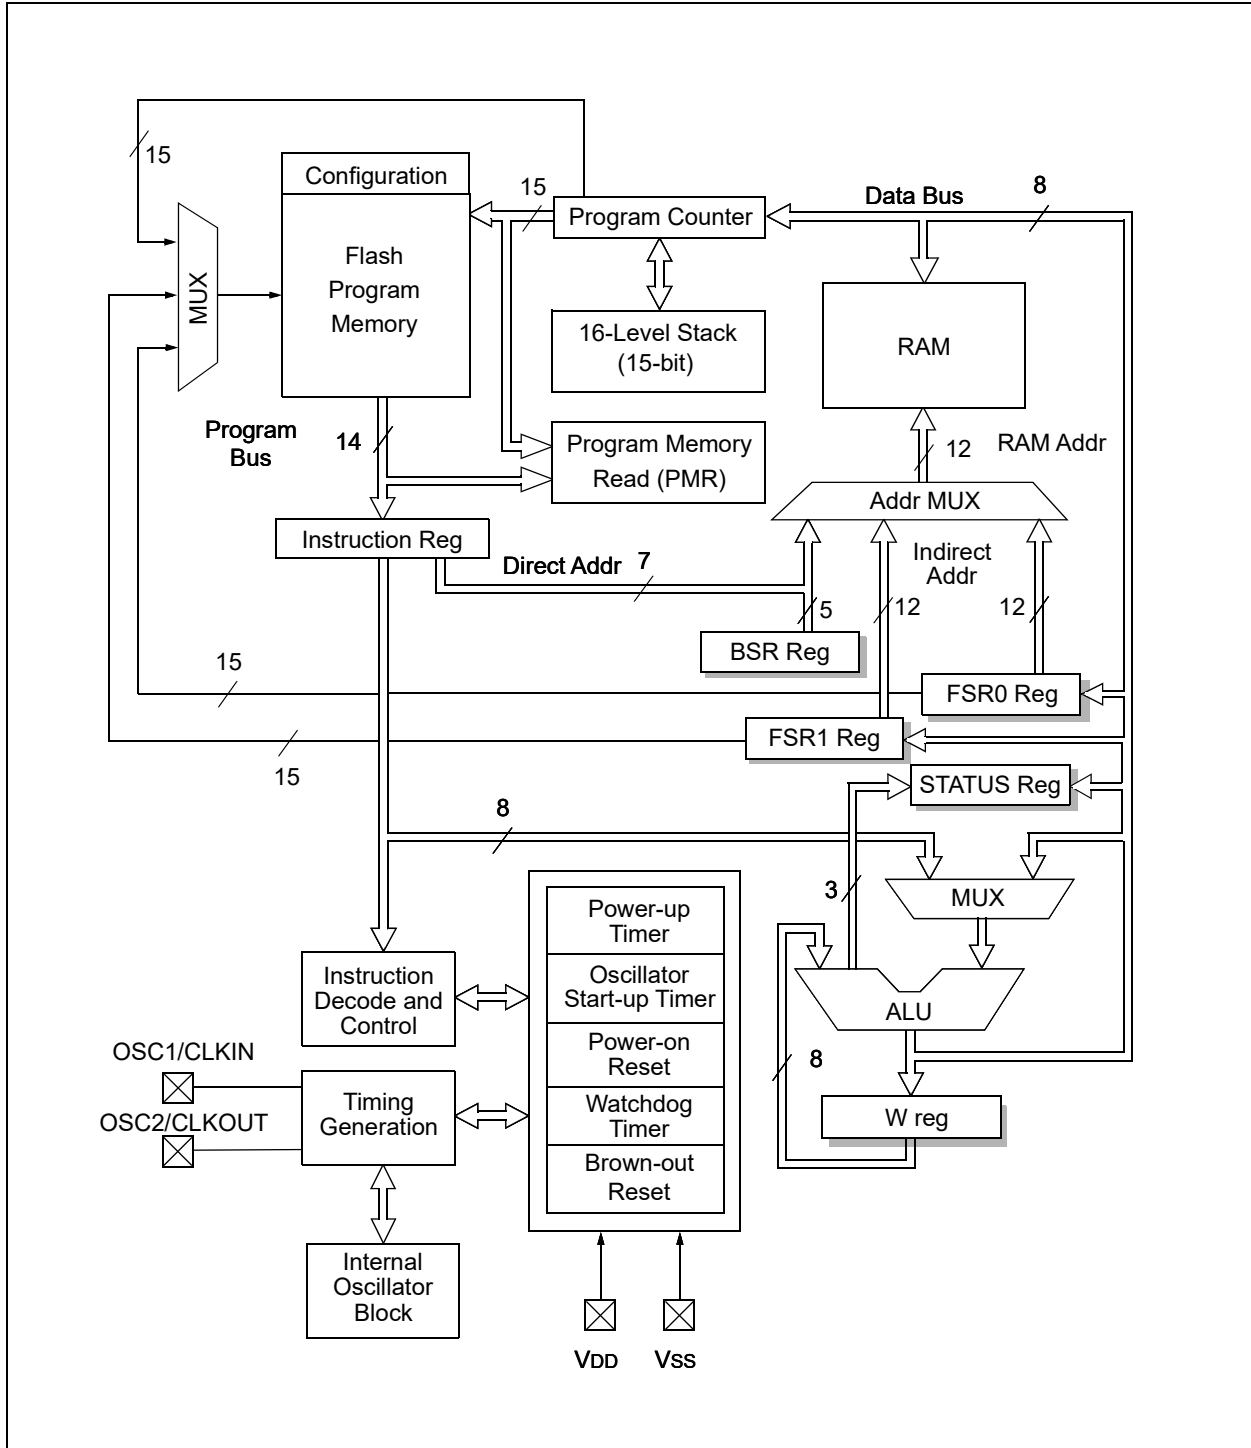 15
Configuration
15
Program Counter
Data Bus
8
Flash
Program
Memory
MUX
16-Level Stack
(15-bit)
RAM
Program
Bus
14
Program Memory
Read (PMR)
12
RAM Addr
Addr MUX
Instruction Reg
Direct Addr
7
Indirect
Addr
5
12
12
BSR Reg
15
FSR0 Reg
FSR1 Reg
15
STATUS Reg
8
3
MUX
Power-up
Timer
Oscillator
Start-up Timer
Instruction
Decode and
Control
ALU
Power-on
Reset
8
OSC1/CLKIN
Timing
Generation
Watchdog
Timer
W reg
OSC2/CLKOUT
Brown-out
Reset
Internal
Oscillator
Block
VDD
VSS